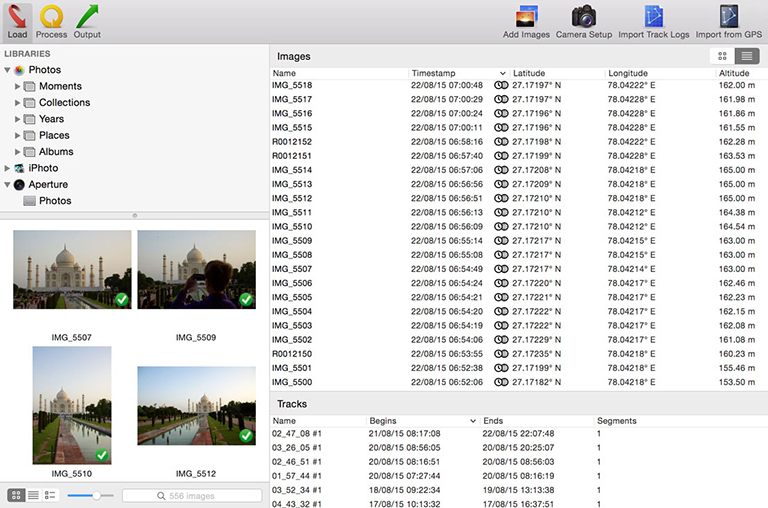 Load Process Output Add Images Camera Setup Import Track Logs Import from GPS
LIBRARIES
Photos
Moments
Collections
Years
Places
Albums
iPhoto
Aperture
Photos
IMG_5507 IMG_5509
IMG_5510 IMG_5512
556 images
Images
Name Timestamp Latitude Longitude Altitude
IMG_5518 22/08/15 07:00:48 27.17197° N 78.04222° E 162.00 m
IMG_5517 22/08/15 07:00:29 27.17196° N 78.04228° E 161.98 m
IMG_5516 22/08/15 07:00:24 27.17196° N 78.04228° E 161.86 m
IMG_5515 22/08/15 07:00:11 27.17196° N 78.04228° E 161.55 m
R0012152 22/08/15 06:58:16 27.17198° N 78.04222° E 162.28 m
R0012151 22/08/15 06:57:40 27.17199° N 78.04228° E 163.53 m
IMG_5514 22/08/15 06:57:06 27.17208° N 78.04218° E 165.00 m
IMG_5513 22/08/15 06:56:56 27.17209° N 78.04218° E 165.00 m
IMG_5512 22/08/15 06:56:51 27.17210° N 78.04218° E 165.00 m
IMG_5511 22/08/15 06:56:13 27.17210° N 78.04212° E 164.38 m
IMG_5510 22/08/15 06:56:09 27.17210° N 78.04212° E 164.54 m
IMG_5509 22/08/15 06:55:14 27.17217° N 78.04215° E 163.00 m
IMG_5508 22/08/15 06:55:08 27.17217° N 78.04215° E 163.00 m
IMG_5507 22/08/15 06:54:49 27.17217° N 78.04214° E 163.00 m
IMG_5506 22/08/15 06:54:24 27.17220° N 78.04217° E 162.46 m
IMG_5505 22/08/15 06:54:21 27.17221° N 78.04217° E 162.23 m
IMG_5504 22/08/15 06:54:20 27.17222° N 78.04217° E 162.15 m
IMG_5503 22/08/15 06:54:19 27.17222° N 78.04217° E 162.08 m
IMG_5502 22/08/15 06:54:06 27.17229° N 78.04218° E 161.08 m
R0012150 22/08/15 06:53:55 27.17235° N 78.04218° E 160.23 m
IMG_5501 22/08/15 06:52:38 27.17199° N 78.04218° E 155.46 m
IMG_5500 22/08/15 06:52:06 27.17182° N 78.04218° E 153.50 m
Tracks
Name Begins Ends Segments
02_47_08 #1 21/08/15 08:17:08 22/08/15 22:07:48 1
03_26_05 #1 20/08/15 08:56:05 20/08/15 20:25:07 1
02_46_51 #1 20/08/15 08:16:51 20/08/15 08:56:03 1
01_57_44 #1 20/08/15 07:27:44 20/08/15 08:16:19 1
03_52_34 #1 18/08/15 09:22:34 19/08/15 13:13:38 1
04_43_32 #1 17/08/15 10:13:32 17/08/15 16:37:51 1